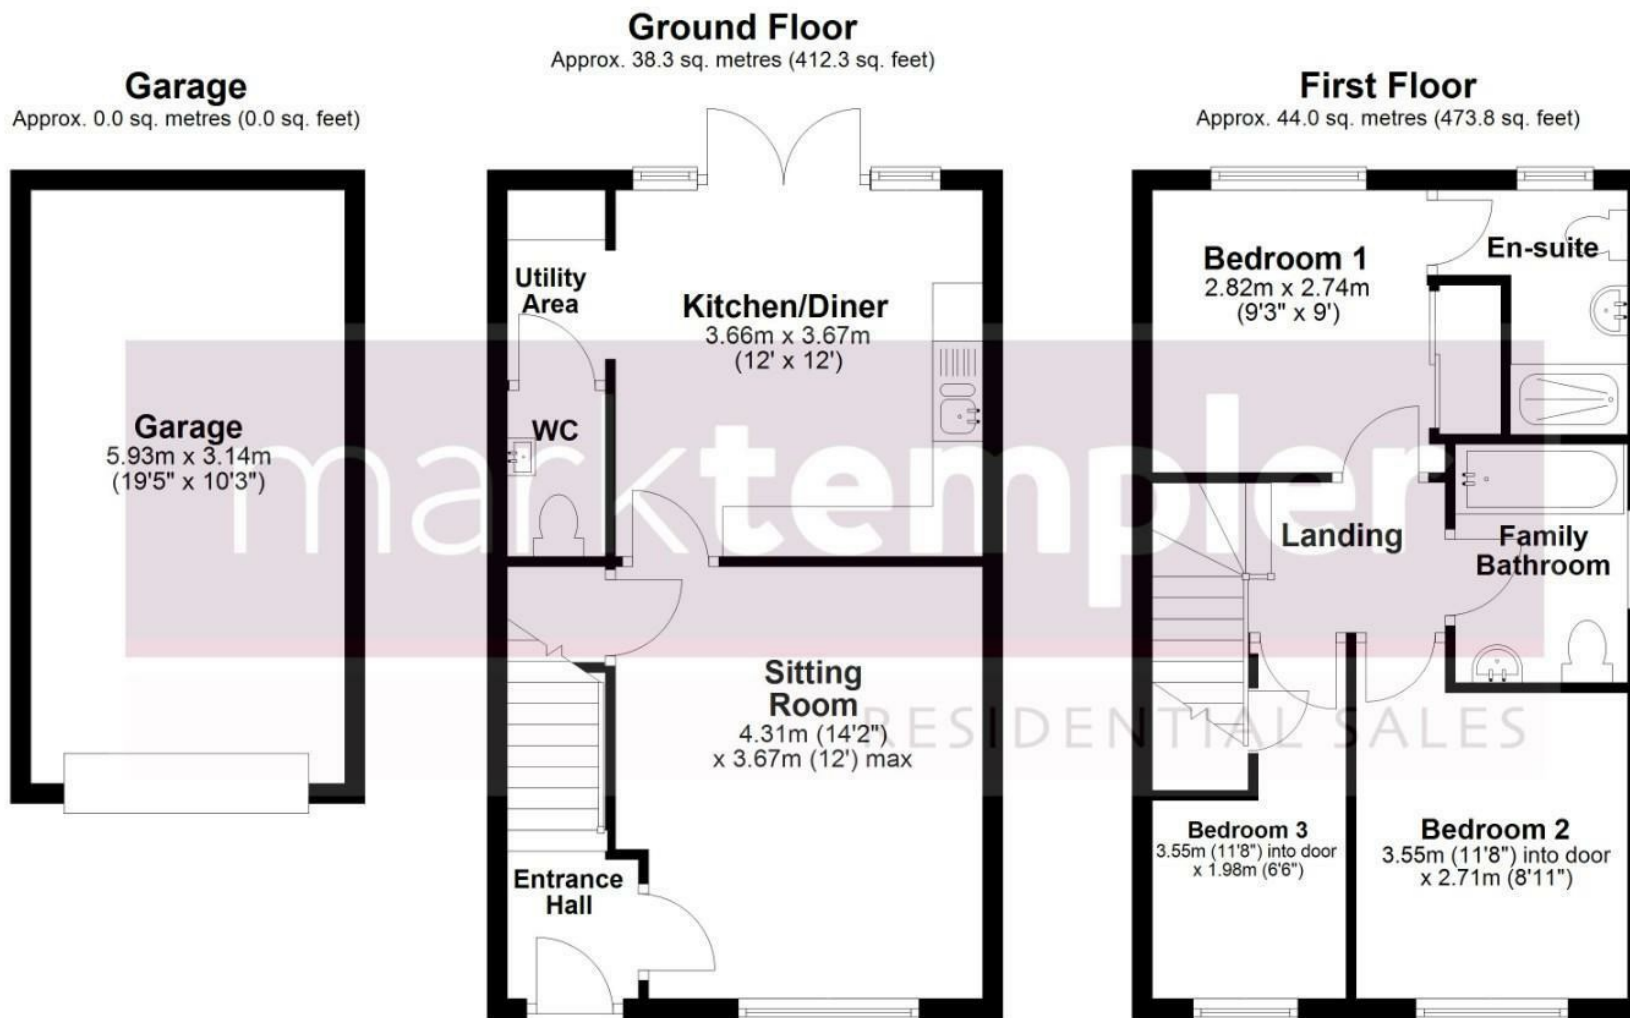 Ground Floor
Approx. 38.3 sq. metres (412.3 sq. feet)
Garage
Approx. 0.0 sq. metres (0.0 sq. feet)
First Floor
Approx. 44.0 sq. metres (473.8 sq. feet)
Garage
5.93m x 3.14m
(19'5" x 10'3")
Utility
Area
WC
Kitchen/Diner
3.66m x 3.67m
(12' x 12')
Sitting
Room
4.31m (14'2")
x 3.67m (12') max
Entrance
Hall
Bedroom 1
2.82m x 2.74m
(9'3" x 9')
En-suite
Landing
Family
Bathroom
Bedroom 3
3.55m (11'8") into door
x 1.98m (6'6")
Bedroom 2
3.55m (11'8") into door
x 2.71m (8'11")
marktempler
RESIDENTIAL SALES